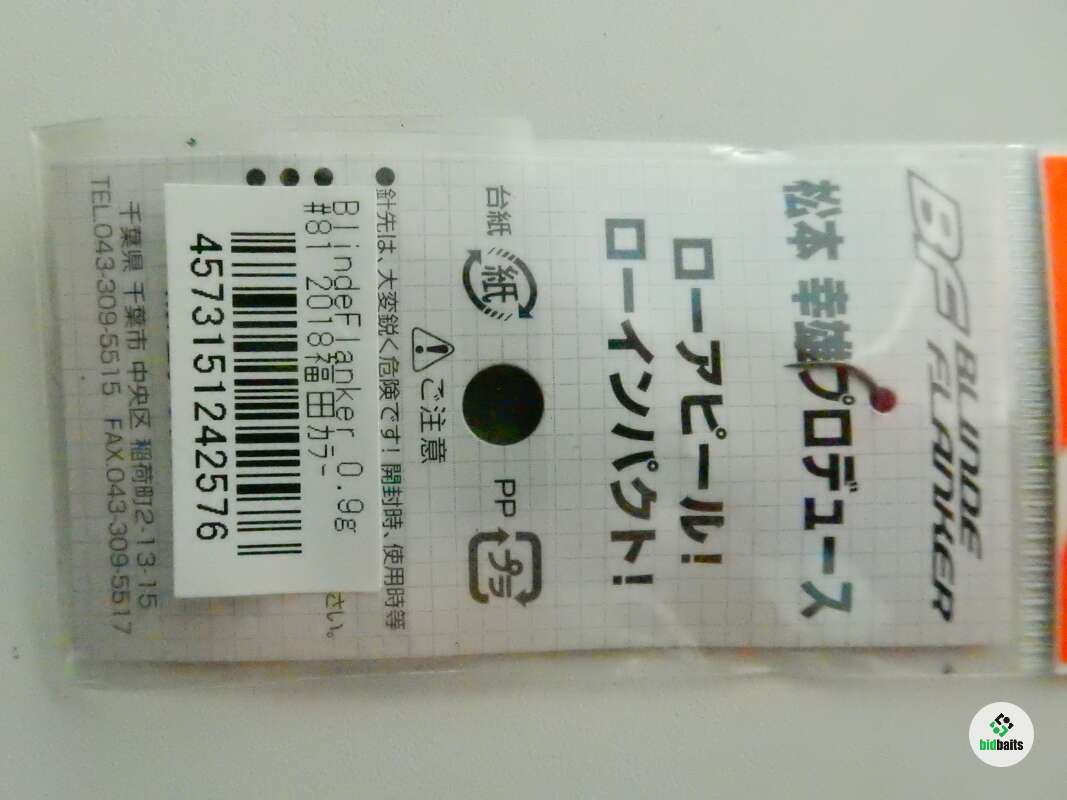 BF BLINDE
FLANKER
松本 幸雄プロデュース
ローアピール!
ローインパクト!
台紙 紙 PP プラ
ご注意
●針先は、大変鋭く危険です!開封時、使用時等
さい。
BlindeFlanker 0.9g
#81 2018福田カラー
4573151242576
千葉県 千葉市 中央区 稲荷町2-13-15
TEL.043-309-5515 FAX.043-309-5517
bidbaits